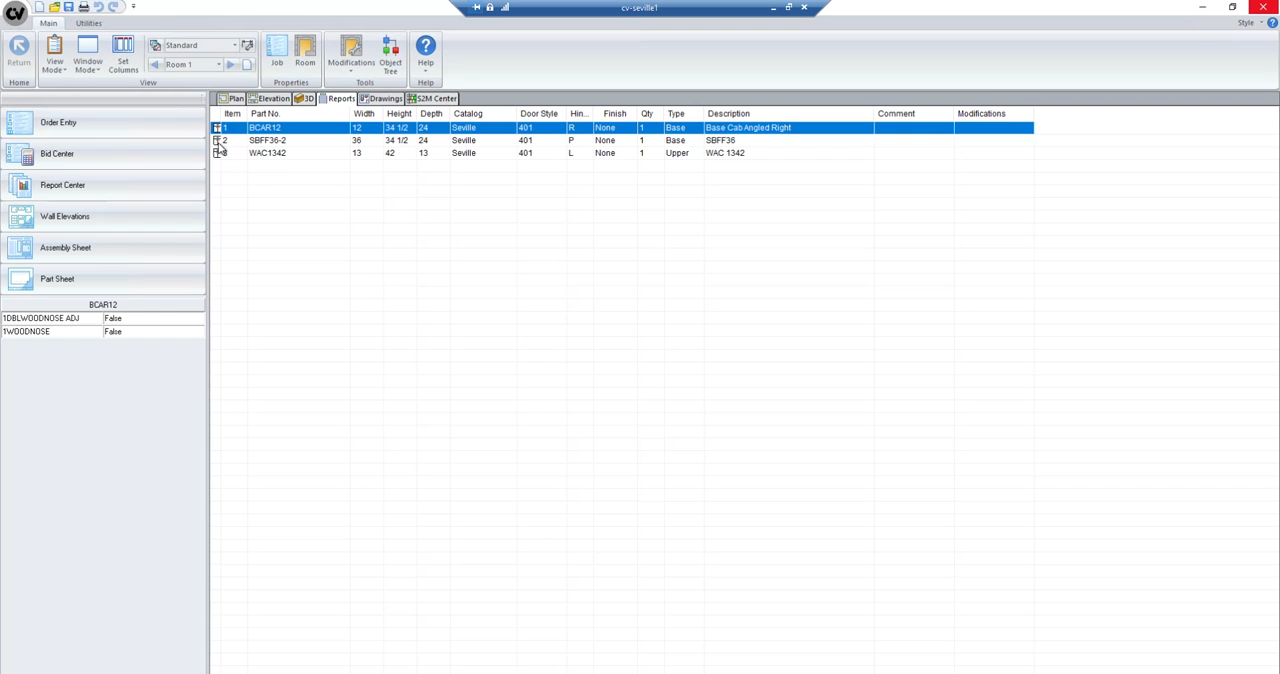 CV
cv-seville1
Main Utilities
Style
Return
View Mode
Window Mode
Set Columns
Standard
Room 1
Job
Room
Modifications
Object Tree
Help
Home View Properties Tools Help
Plan Elevation 3D Reports Drawings S2M Center
Order Entry
Bid Center
Report Center
Wall Elevations
Assembly Sheet
Part Sheet
BCAR12
1DBLWOODNOSE ADJ False
1WOODNOSE False
Item Part No. Width Height Depth Catalog Door Style Hin... Finish Qty Type Description Comment Modifications
1 BCAR12 12 34 1/2 24 Seville 401 R None 1 Base Base Cab Angled Right
2 SBFF36-2 36 34 1/2 24 Seville 401 P None 1 Base SBFF36
3 WAC1342 13 42 13 Seville 401 L None 1 Upper WAC 1342